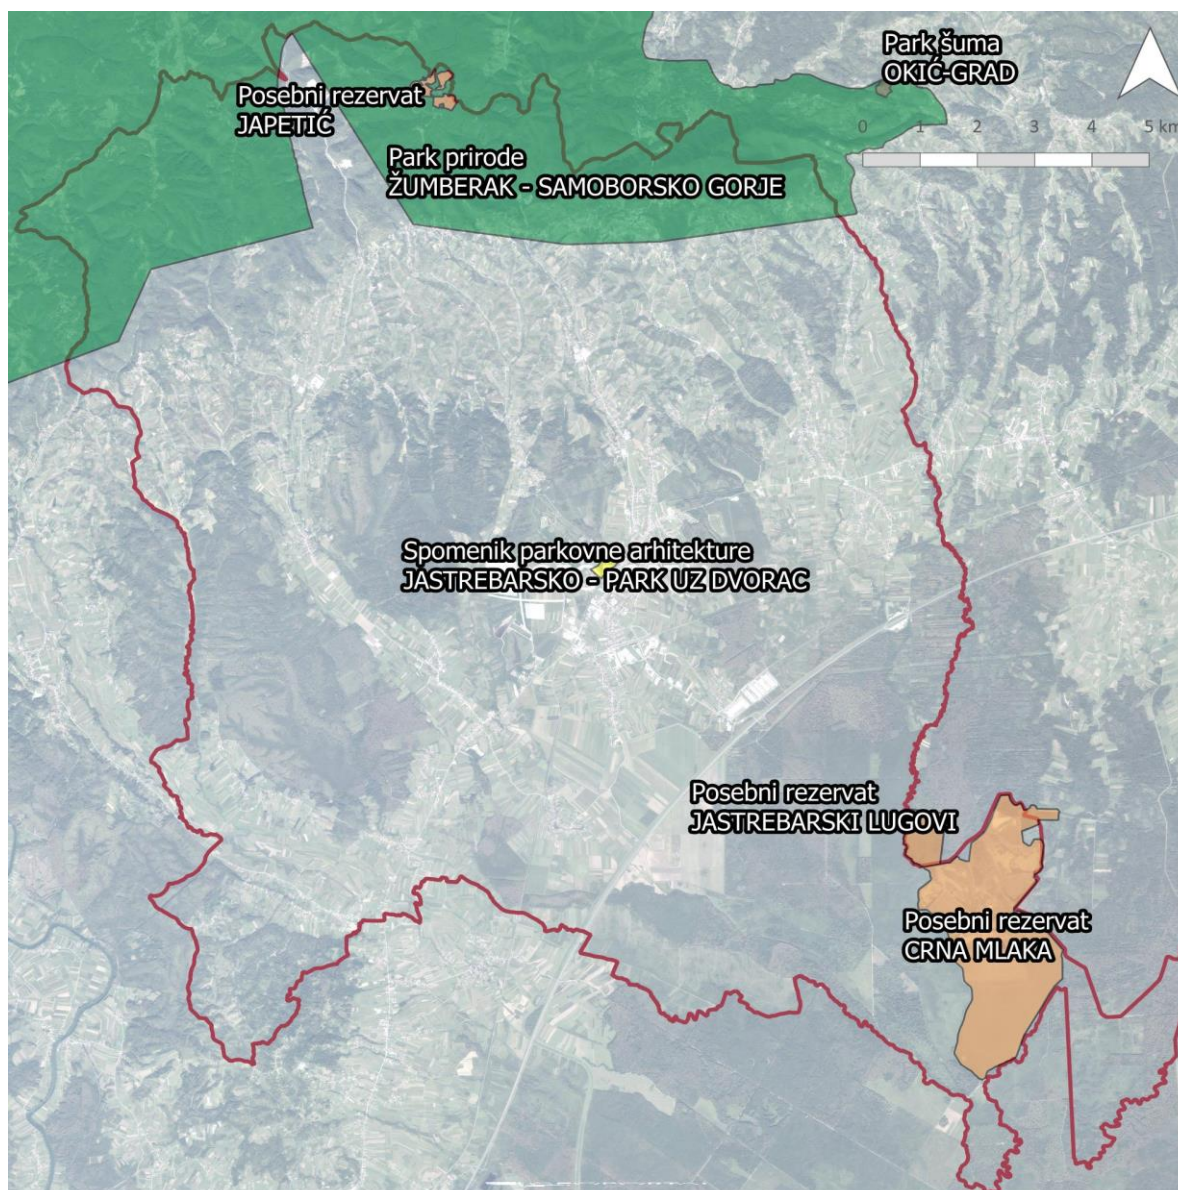 Park šuma
OKIĆ-GRAD
Posebni rezervat
JAPETIĆ
0 1 2 3 4 5 km
Park prirode
ŽUMBERAK - SAMOBORSKO GORJE
Spomenik parkovne arhitekture
JASTREBARSKO - PARK UZ DVORAC
Posebni rezervat
JASTREBARSKI LUGOVI
Posebni rezervat
CRNA MLAKA